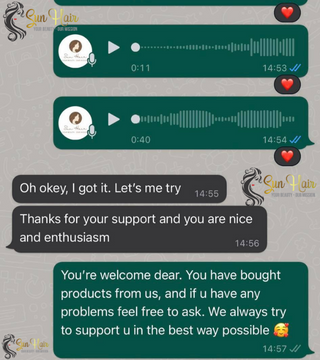 Sun Hair
0:11 14:53
0:40 14:54
Sun Hair
Oh okey, I got it. Let's me try 14:55
Thanks for your support and you are nice
and enthusiasm 14:56
You're welcome dear. You have bought
products from us, and if u have any
problems feel free to ask. We always try
to support u in the best way possible 🥰
14:57
Sun Hair